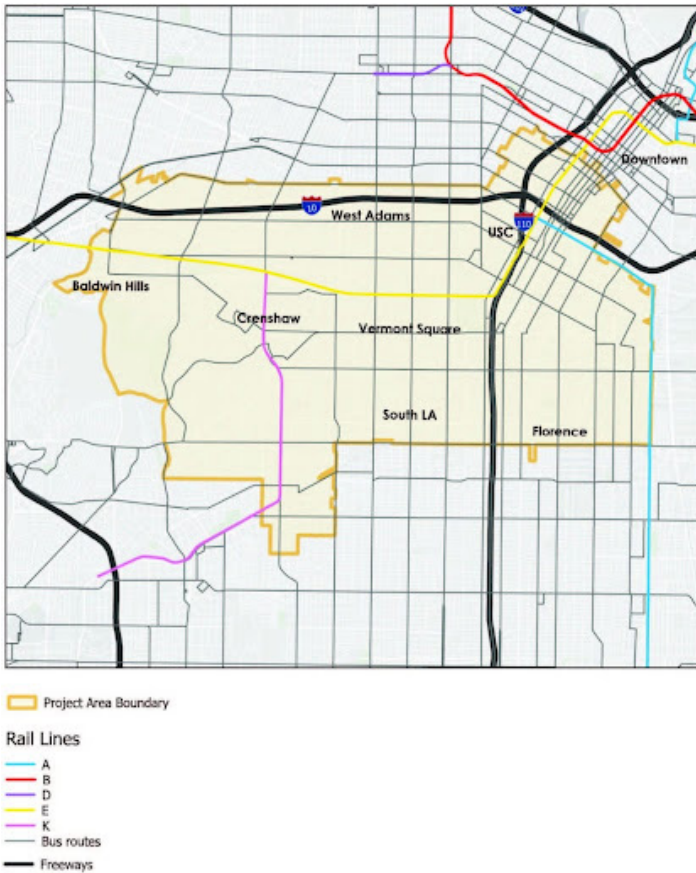 Downtown
10
West Adams
110
USC
Baldwin Hills
Crenshaw
Vermont Square
South LA
Florence
Project Area Boundary
Rail Lines
A
B
D
E
K
Bus routes
Freeways